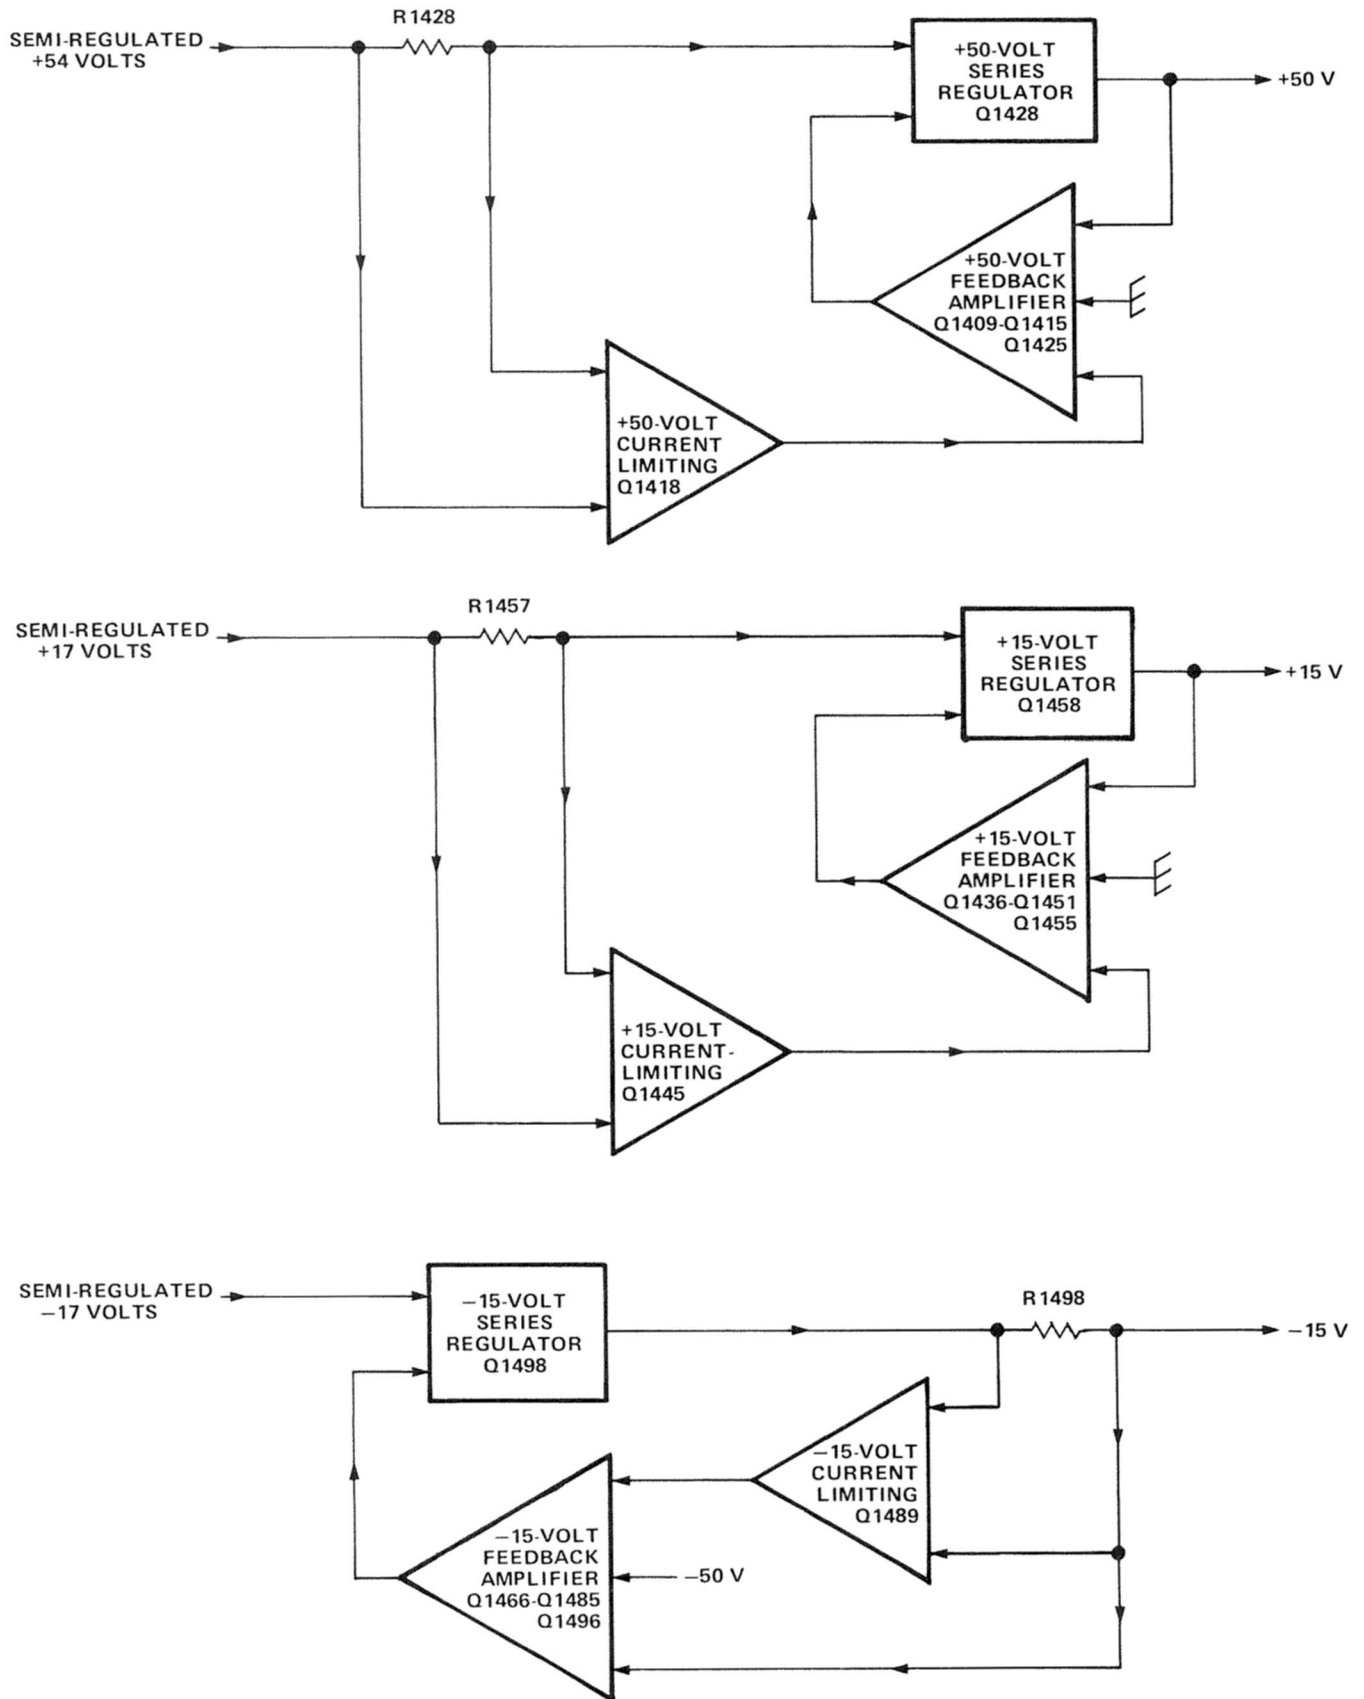 R1428
SEMI-REGULATED
+54 VOLTS
+50-VOLT
SERIES
REGULATOR
Q1428
+50 V
+50-VOLT
FEEDBACK
AMPLIFIER
Q1409-Q1415
Q1425
+50-VOLT
CURRENT
LIMITING
Q1418
R1457
SEMI-REGULATED
+17 VOLTS
+15-VOLT
SERIES
REGULATOR
Q1458
+15 V
+15-VOLT
FEEDBACK
AMPLIFIER
Q1436-Q1451
Q1455
+15-VOLT
CURRENT-
LIMITING
Q1445
SEMI-REGULATED
−17 VOLTS
−15-VOLT
SERIES
REGULATOR
Q1498
R1498
−15 V
−15-VOLT
CURRENT
LIMITING
Q1489
−15-VOLT
FEEDBACK
AMPLIFIER
Q1466-Q1485
Q1496
−50 V